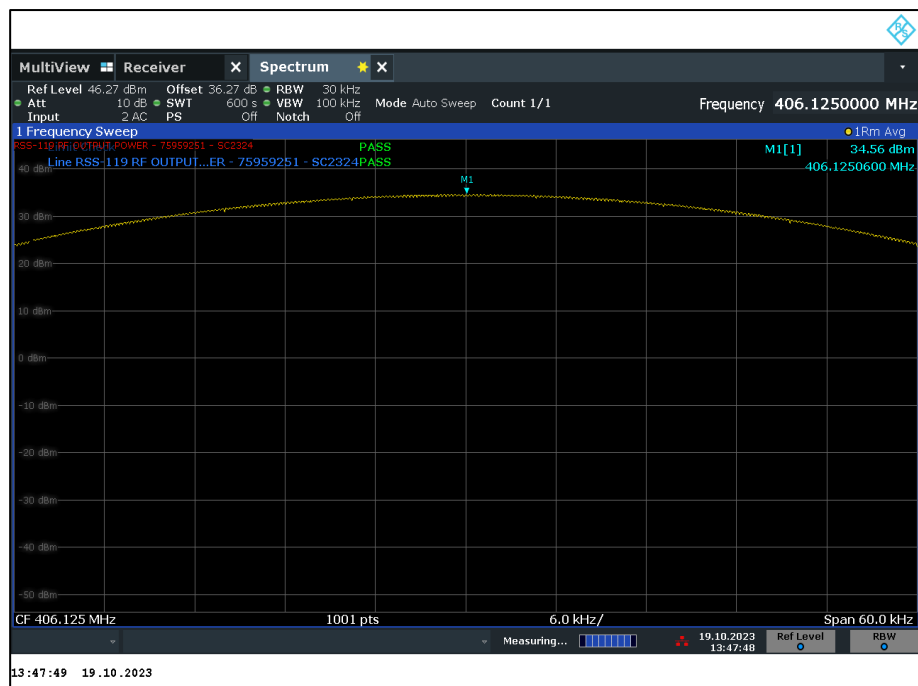 R&S
MultiView Receiver X Spectrum X
Ref Level 46.27 dBm Offset 36.27 dB RBW 30 kHz
Att 10 dB SWT 600 s VBW 100 kHz Mode Auto Sweep Count 1/1 Frequency 406.1250000 MHz
Input 2 AC PS Off Notch Off
1 Frequency Sweep 1Rm Avg
RSS-119 RF OUTPUT POWER - 75959251 - SC2324 PASS M1[1] 34.56 dBm
Line RSS-119 RF OUTPUT...ER - 75959251 - SC2324 PASS 406.1250600 MHz
40 dBm
M1
30 dBm
20 dBm
10 dBm
0 dBm
-10 dBm
-20 dBm
-30 dBm
-40 dBm
-50 dBm
CF 406.125 MHz 1001 pts 6.0 kHz/ Span 60.0 kHz
Measuring... 19.10.2023 13:47:48 Ref Level RBW
13:47:49 19.10.2023